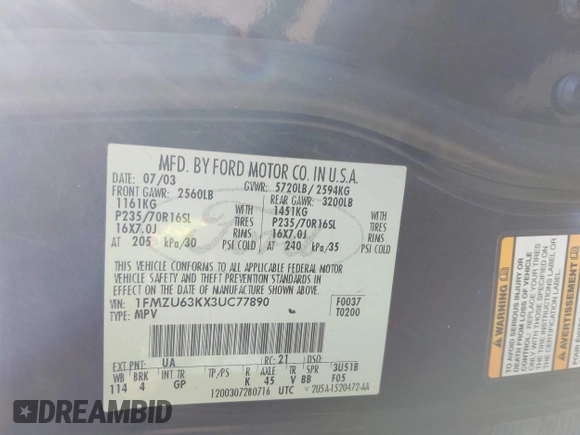 MFD. BY FORD MOTOR CO. IN U.S.A.
DATE: 07/03 GVWR: 5720LB/ 2594KG
FRONT GAWR: 2560LB REAR GAWR: 3200LB
1161KG WITH 1451KG WITH
P235/70R16SL TIRES P235/70R16SL TIRES
16X7.0J RIMS 16X7.0J RIMS
AT 205 kPa/30 PSI COLD AT 240 kPa/35 PSI COLD
Ford
THIS VEHICLE CONFORMS TO ALL APPLICABLE FEDERAL MOTOR
VEHICLE SAFETY AND THEFT PREVENTION STANDARDS IN EFFECT
ON THE DATE OF MANUFACTURE SHOWN ABOVE.
VIN: 1FMZU63KX3UC77890 F0037
TYPE: MPV T0200
EXT PNT: UA RC: 21 DSO:
WB BRK INT TR TP/PS R AXLE TR SPR 3U51B
114 4 GP K 45 V BB F05
1200307280716 UTC 2U5A-1520472-AA
WARNING
DREAMBID